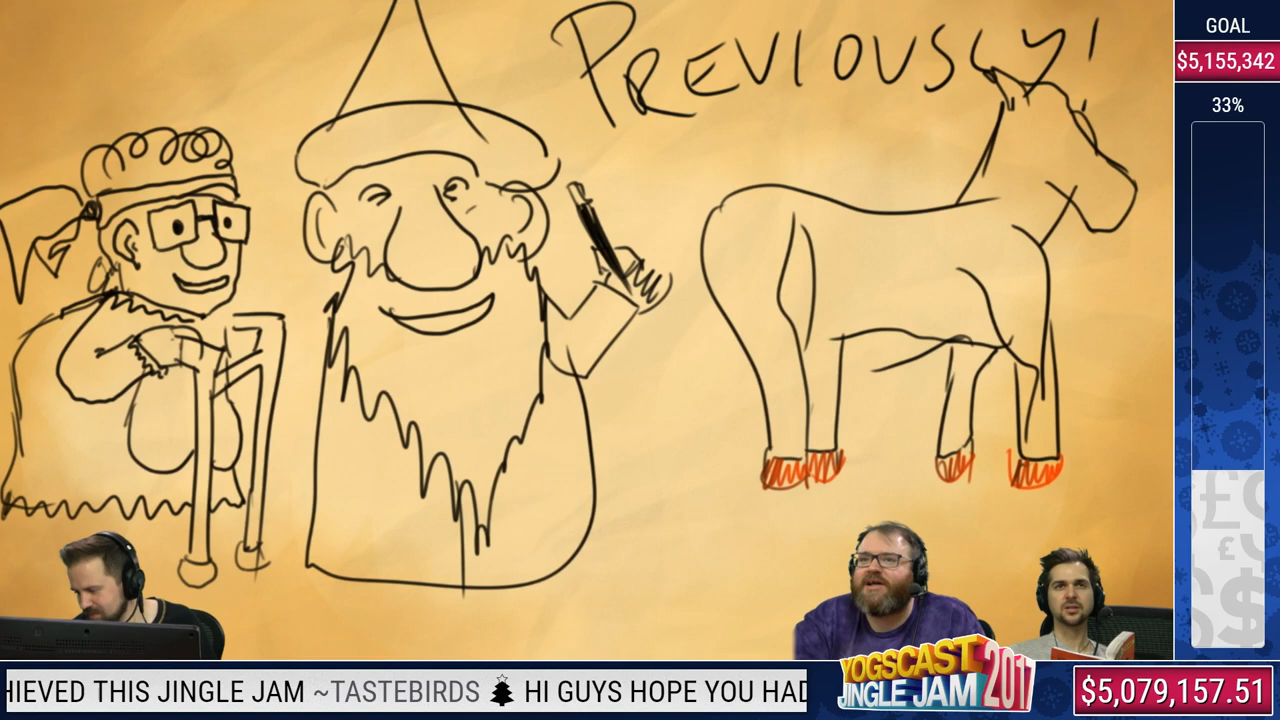 PREVIOUSLY!
GOAL
$5,155,342
33%
HIEVED THIS JINGLE JAM ~TASTEBIRDS HI GUYS HOPE YOU HAD
YOGSCAST
JINGLE JAM 2017
$5,079,157.51